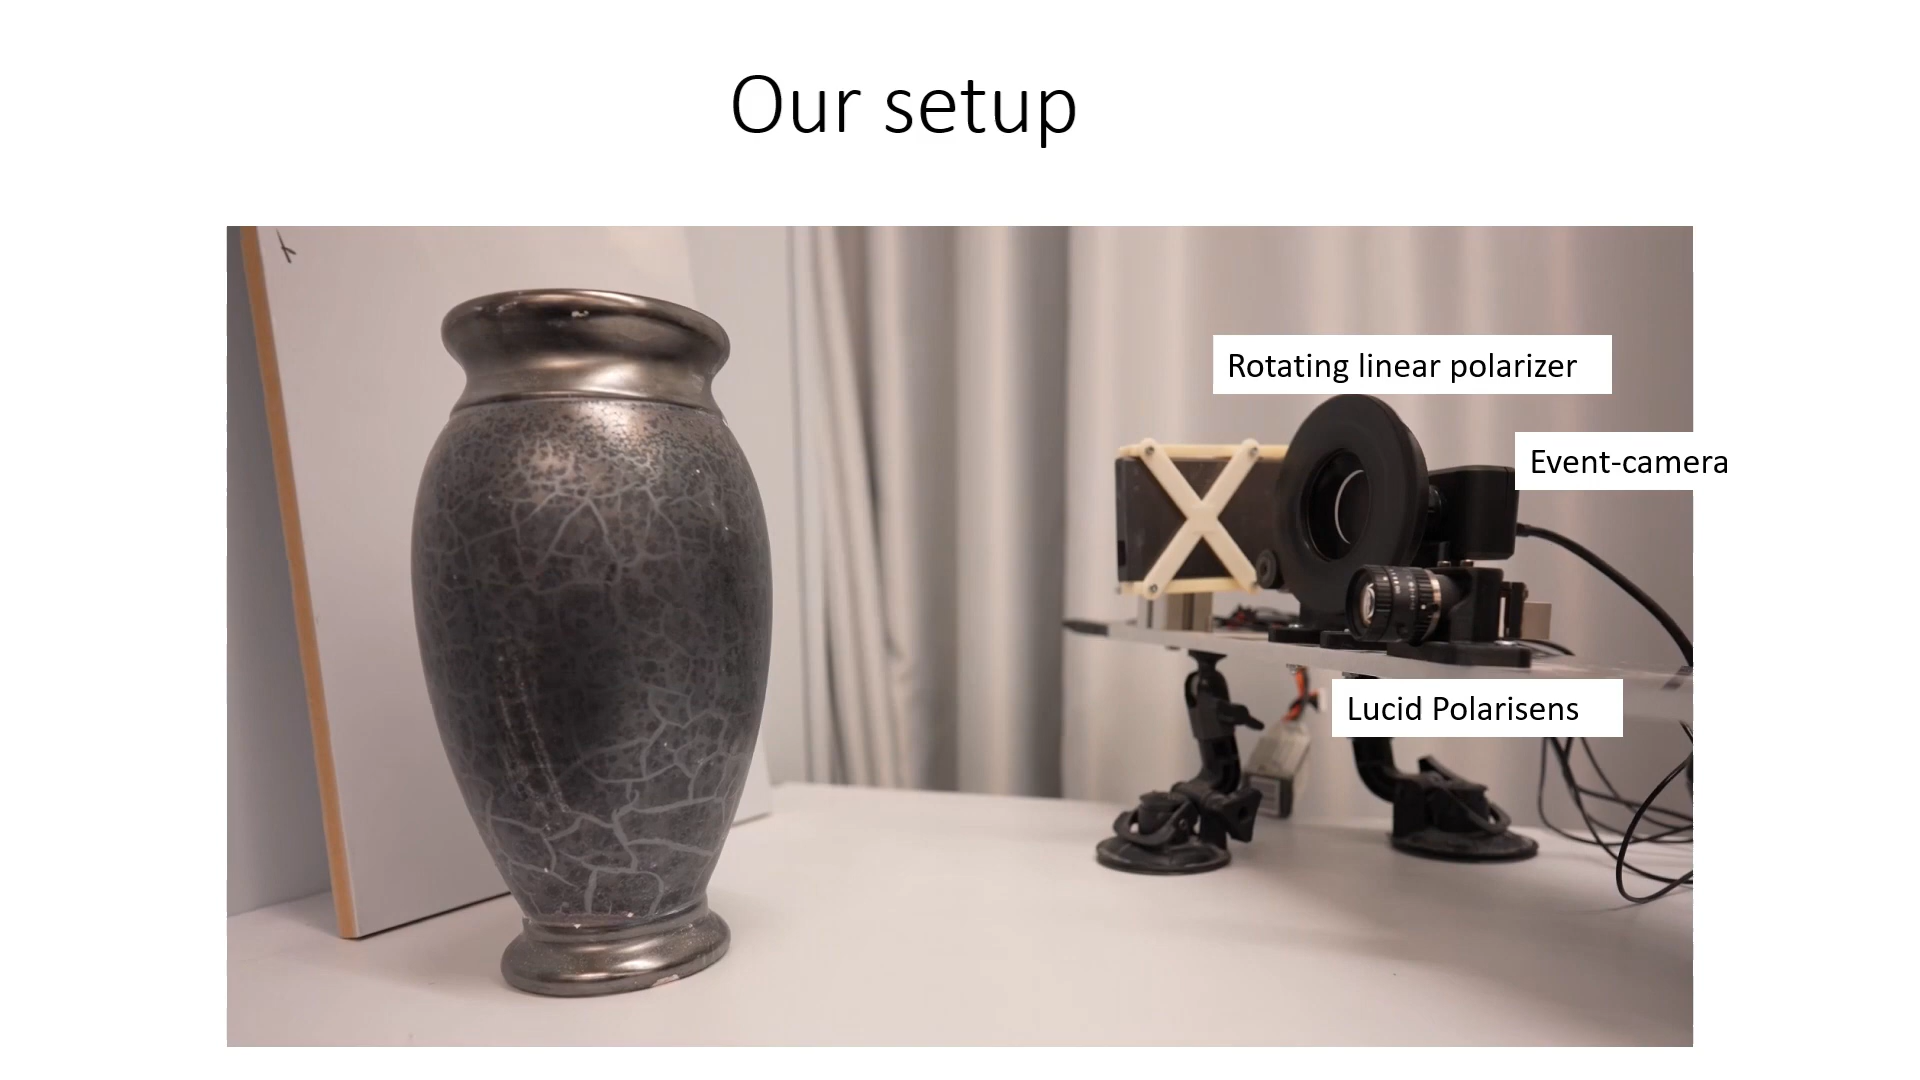 Our setup
Rotating linear polarizer
Event-camera
Lucid Polarisens